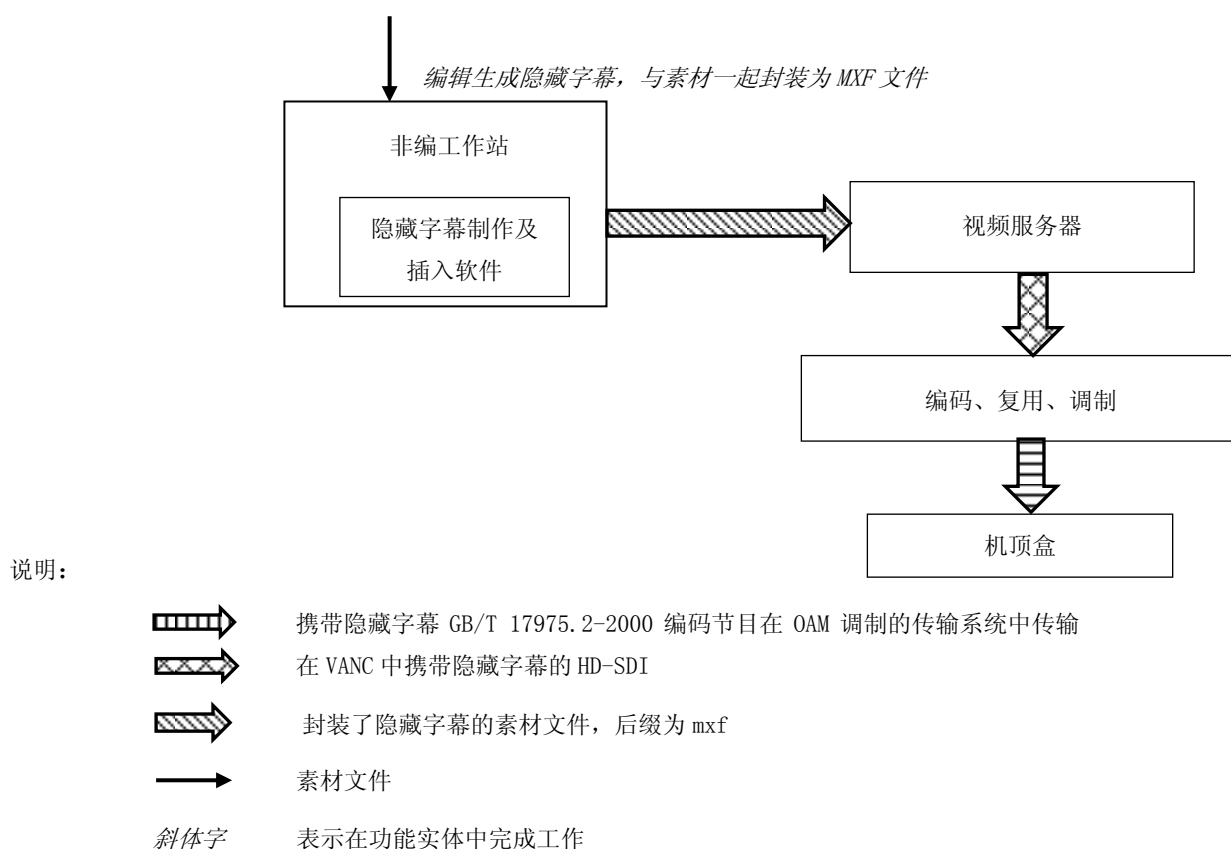 编辑生成隐藏字幕，与素材一起封装为 MXF 文件
非编工作站
隐藏字幕制作及
插入软件
视频服务器
编码、复用、调制
机顶盒
说明：
携带隐藏字幕 GB/T 17975.2-2000 编码节目在 OAM 调制的传输系统中传输
在 VANC 中携带隐藏字幕的 HD-SDI
封装了隐藏字幕的素材文件，后缀为 mxf
素材文件
斜体字 表示在功能实体中完成工作